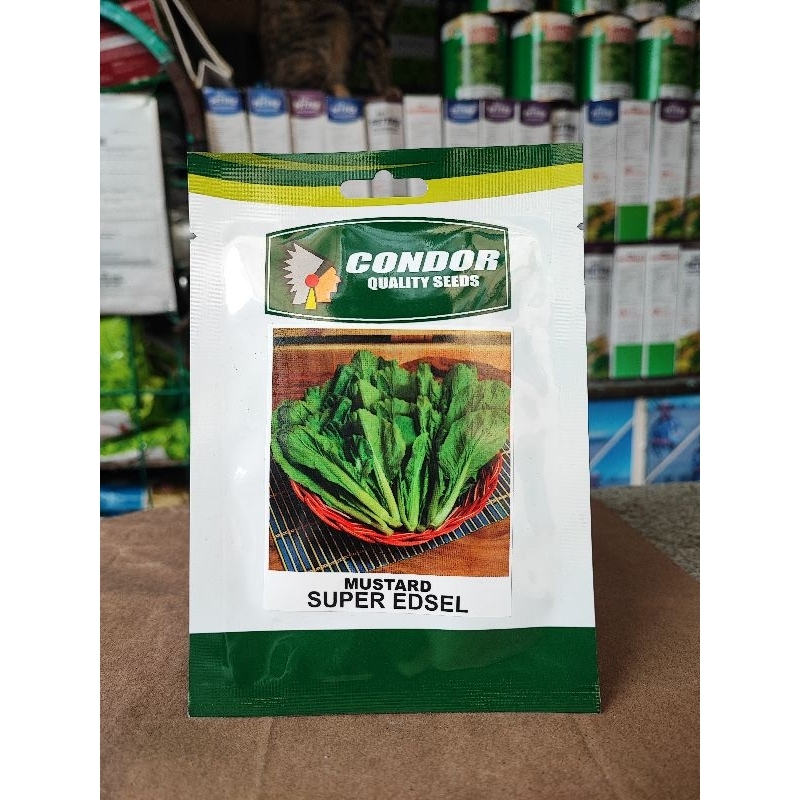 CONDOR
QUALITY SEEDS
MUSTARD
SUPER EDSEL